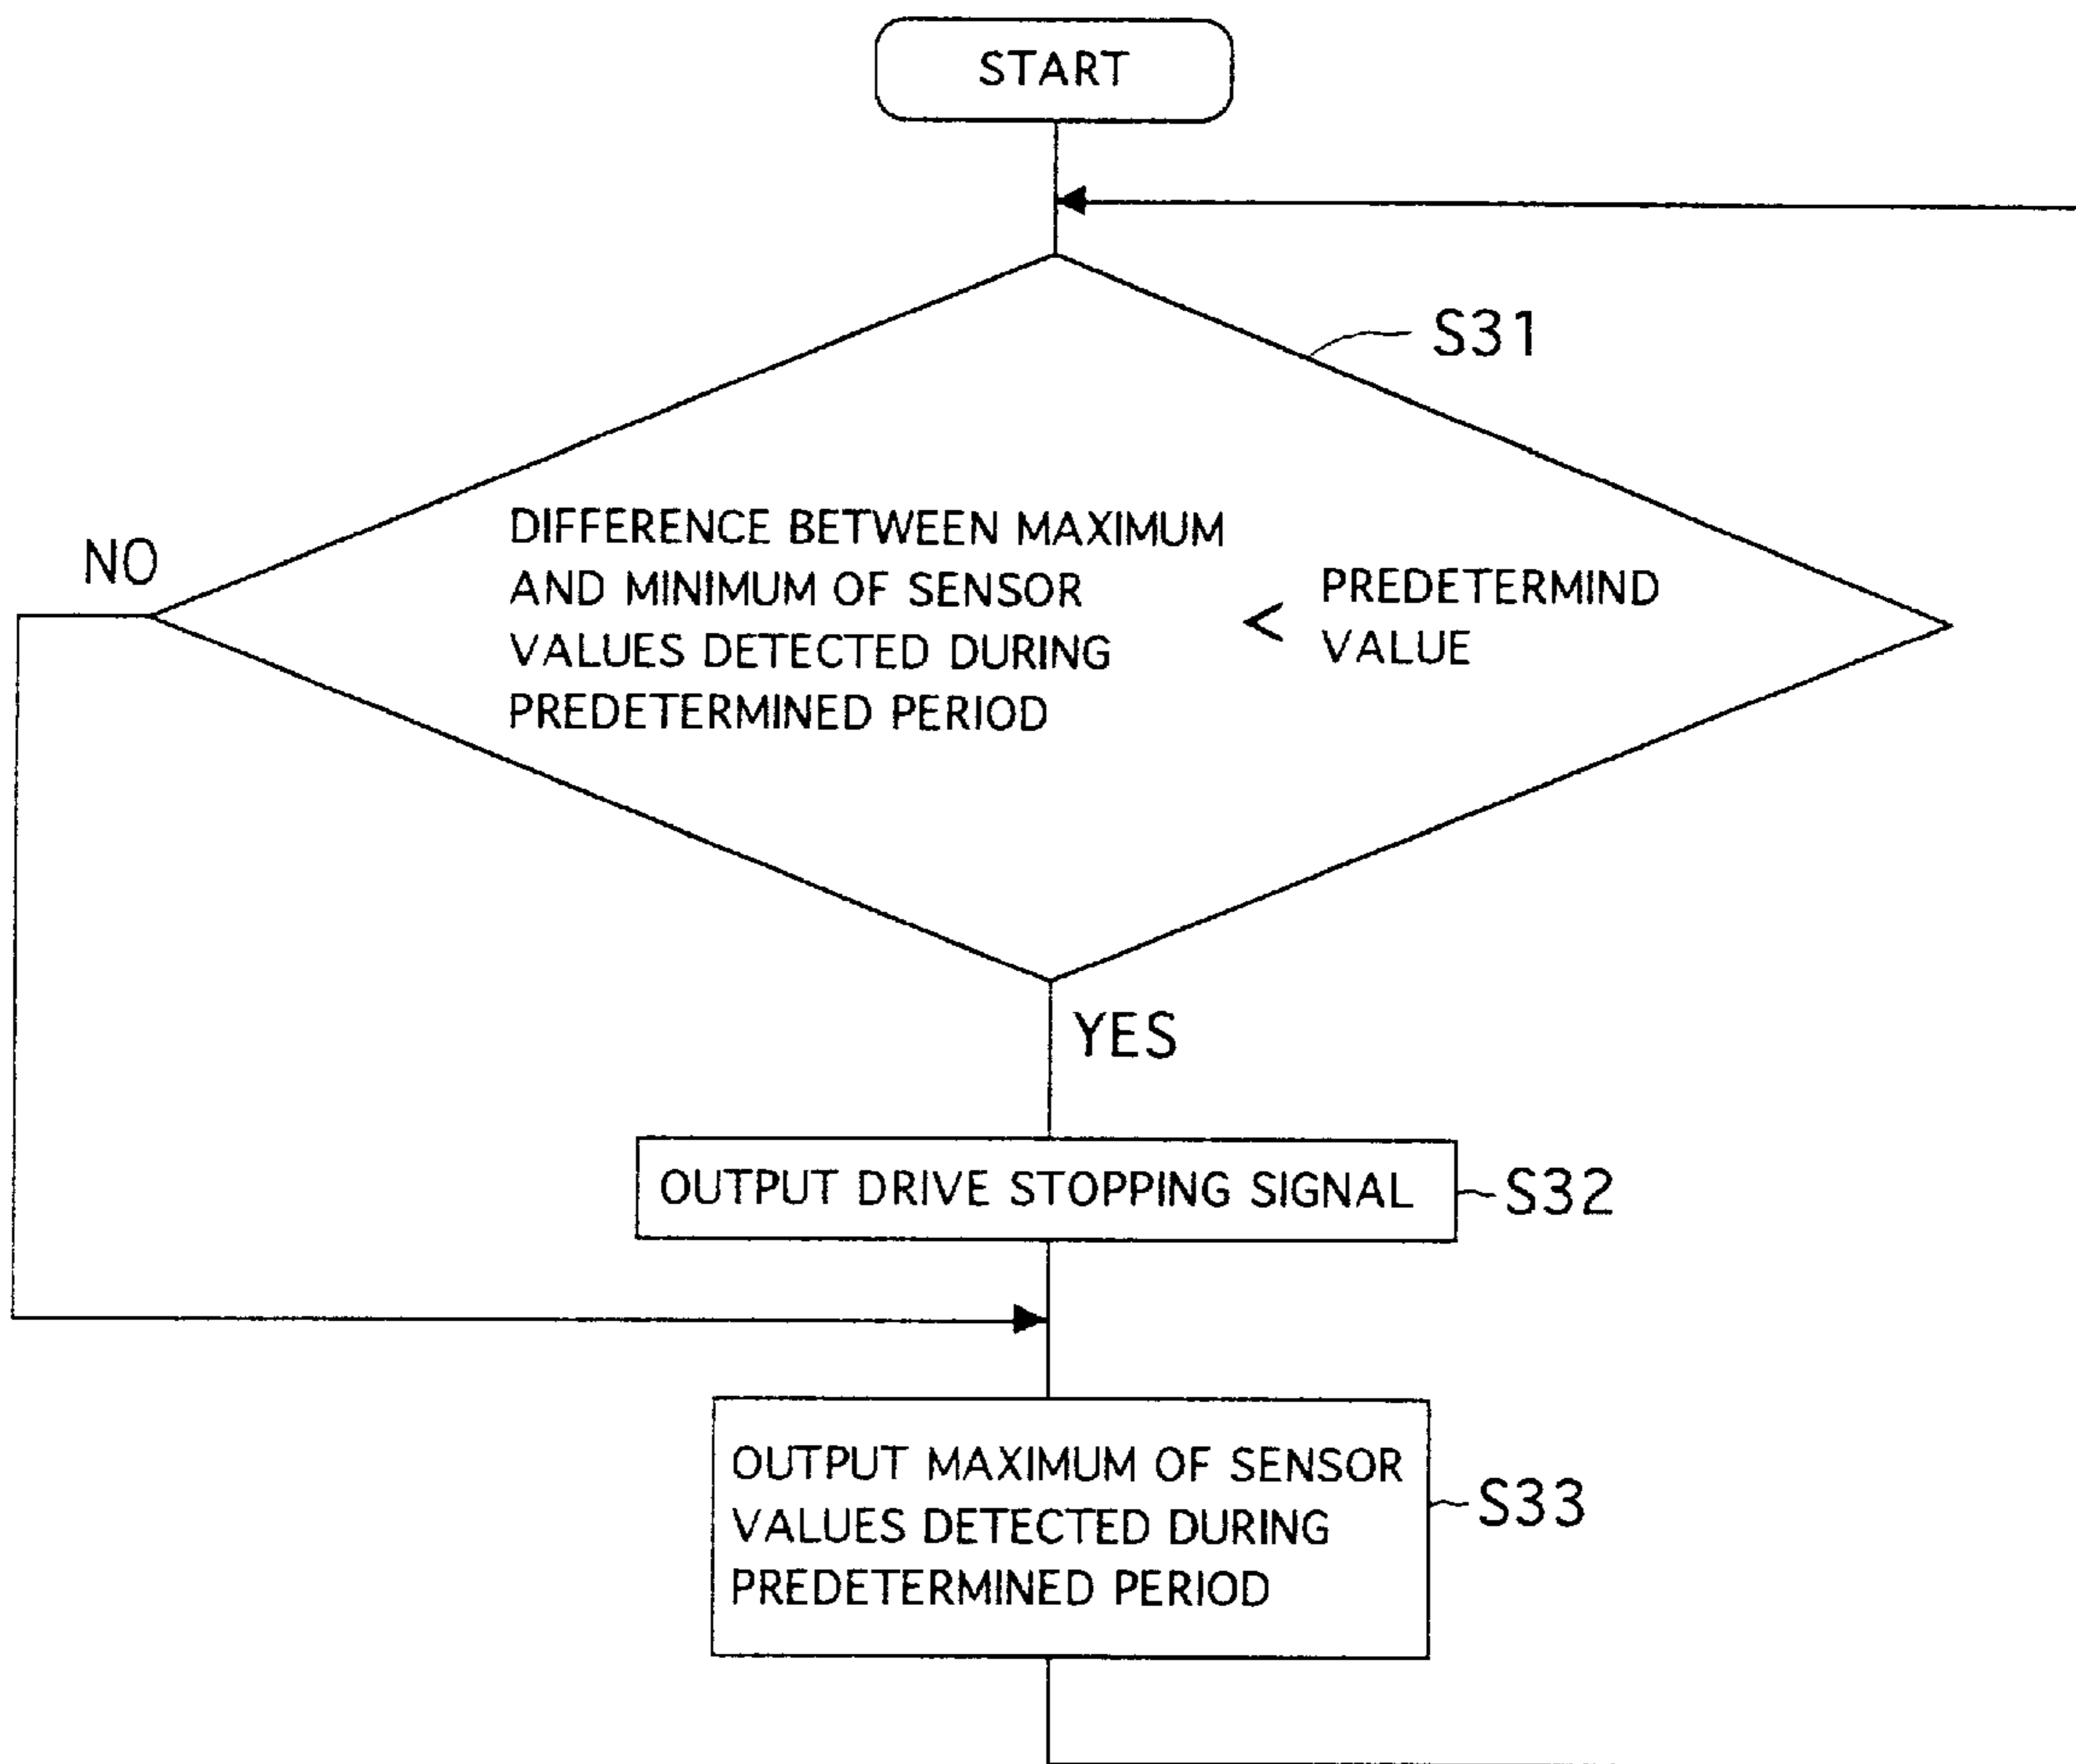 START
S31
DIFFERENCE BETWEEN MAXIMUM
AND MINIMUM OF SENSOR
VALUES DETECTED DURING
PREDETERMINED PERIOD
<
PREDETERMIND
VALUE
NO
YES
OUTPUT DRIVE STOPPING SIGNAL
S32
OUTPUT MAXIMUM OF SENSOR
VALUES DETECTED DURING
PREDETERMINED PERIOD
S33